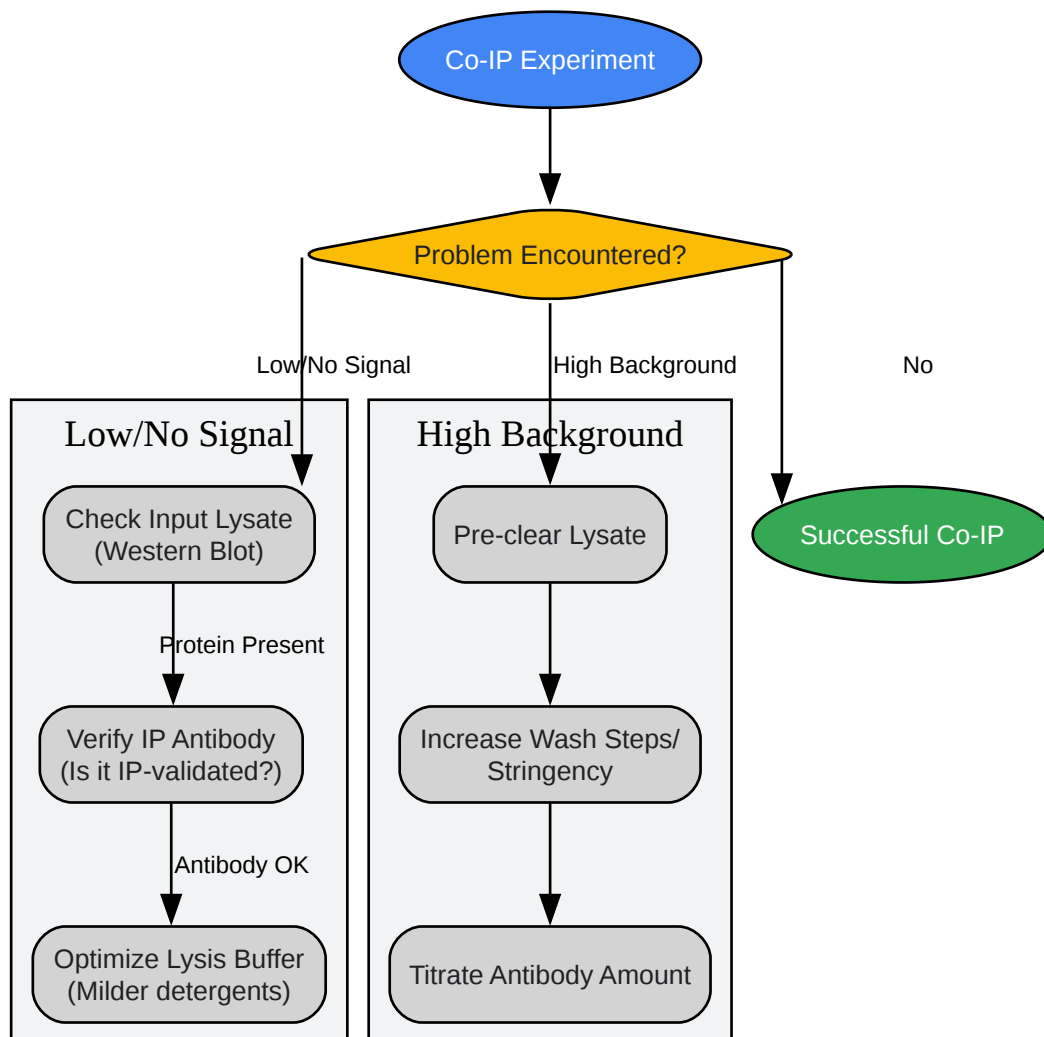 Co-IP Experiment
Problem Encountered?
Low/No Signal
High Background
No
Low/No Signal
High Background
Check Input Lysate
(Western Blot)
Pre-clear Lysate
Successful Co-IP
Protein Present
Verify IP Antibody
(Is it IP-validated?)
Increase Wash Steps/
Stringency
Antibody OK
Optimize Lysis Buffer
(Milder detergents)
Titrate Antibody Amount